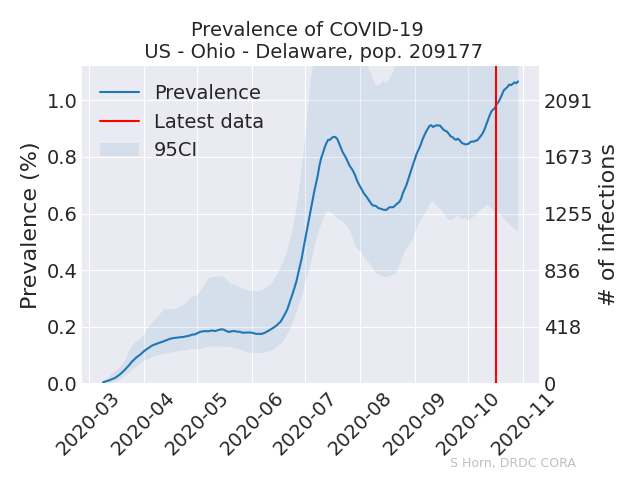 Prevalence of COVID-19
US - Ohio - Delaware, pop. 209177
Prevalence
Latest data
95CI
Prevalence (%)
1.0
0.8
0.6
0.4
0.2
0.0
2091
1673
1255
836
418
0
# of infections
2020-03
2020-04
2020-05
2020-06
2020-07
2020-08
2020-09
2020-10
2020-11
S Horn, DRDC CORA